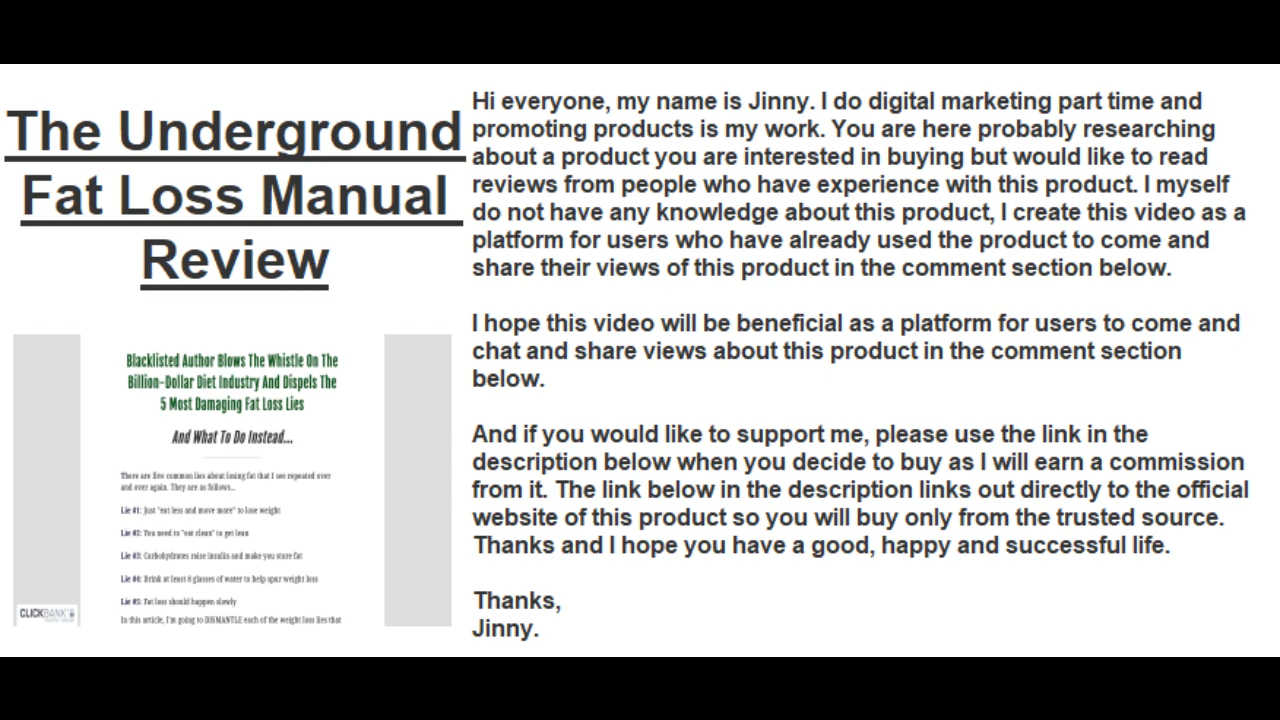 The Underground
Fat Loss Manual
Review
Blacklisted Author Blows The Whistle On The
Billion-Dollar Diet Industry And Dispels The
5 Most Damaging Fat Loss Lies
And What To Do Instead...
There are five common lies about losing fat that I see repeated over
and over again. They are as follows...
Lie #1: Just "eat less and move more" to lose weight
Lie #2: You need to "eat clean" to get lean
Lie #3: Carbohydrates raise insulin and make you store fat
Lie #4: Drink at least 8 glasses of water to help spur weight loss
Lie #5: Fat loss should happen slowly
In this article, I'm going to DISMANTLE each of the weight loss lies that
CLICKBANK
Hi everyone, my name is Jinny. I do digital marketing part time and
promoting products is my work. You are here probably researching
about a product you are interested in buying but would like to read
reviews from people who have experience with this product. I myself
do not have any knowledge about this product, I create this video as a
platform for users who have already used the product to come and
share their views of this product in the comment section below.
I hope this video will be beneficial as a platform for users to come and
chat and share views about this product in the comment section
below.
And if you would like to support me, please use the link in the
description below when you decide to buy as I will earn a commission
from it. The link below in the description links out directly to the official
website of this product so you will buy only from the trusted source.
Thanks and I hope you have a good, happy and successful life.
Thanks,
Jinny.